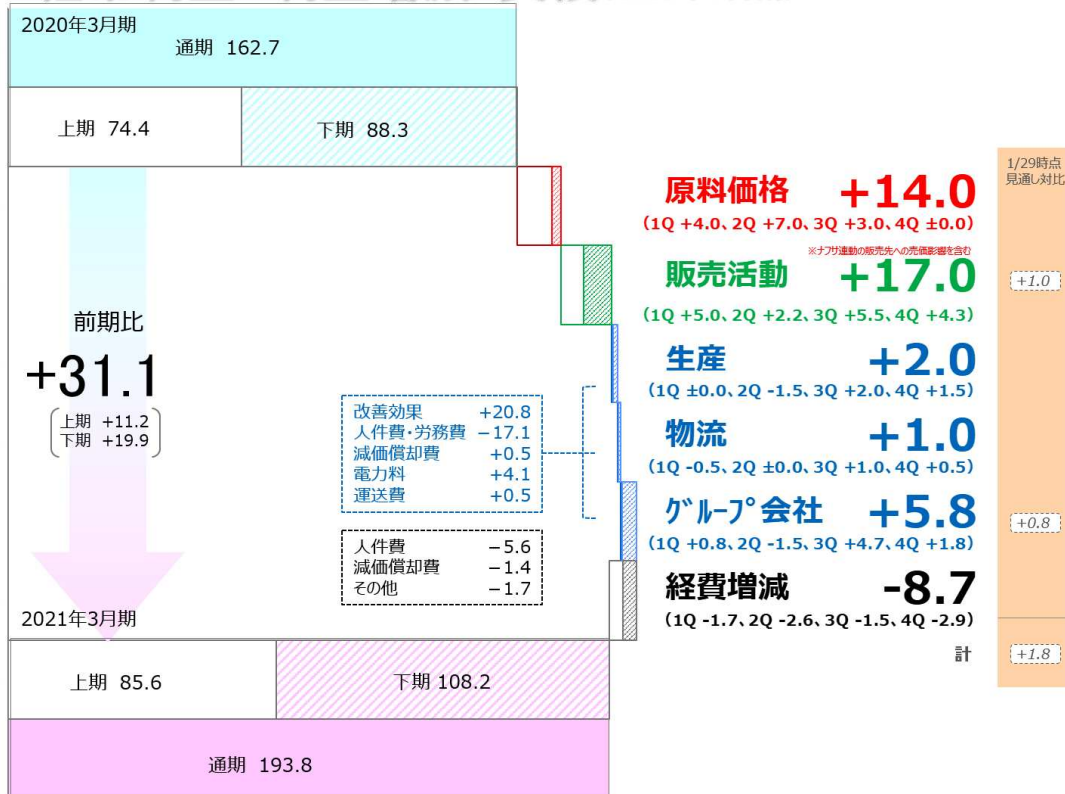 2020年3月期
通期 162.7
上期 74.4
下期 88.3
1/29時点
見通し対比
原料価格 +14.0
(1Q +4.0、2Q +7.0、3Q +3.0、4Q ±0.0)
※ナフサ連動の販売先への売価影響を含む
販売活動 +17.0
+1.0
(1Q +5.0、2Q +2.2、3Q +5.5、4Q +4.3)
前期比
+31.1
上期 +11.2
下期 +19.9
生産 +2.0
(1Q ±0.0、2Q -1.5、3Q +2.0、4Q +1.5)
改善効果 +20.8
人件費・労務費 −17.1
減価償却費 +0.5
電力料 +4.1
運送費 +0.5
物流 +1.0
(1Q -0.5、2Q ±0.0、3Q +1.0、4Q +0.5)
グループ会社 +5.8
+0.8
(1Q +0.8、2Q -1.5、3Q +4.7、4Q +1.8)
人件費 −5.6
減価償却費 −1.4
その他 −1.7
経費増減 -8.7
(1Q -1.7、2Q -2.6、3Q -1.5、4Q -2.9)
2021年3月期
計 +1.8
上期 85.6
下期 108.2
通期 193.8